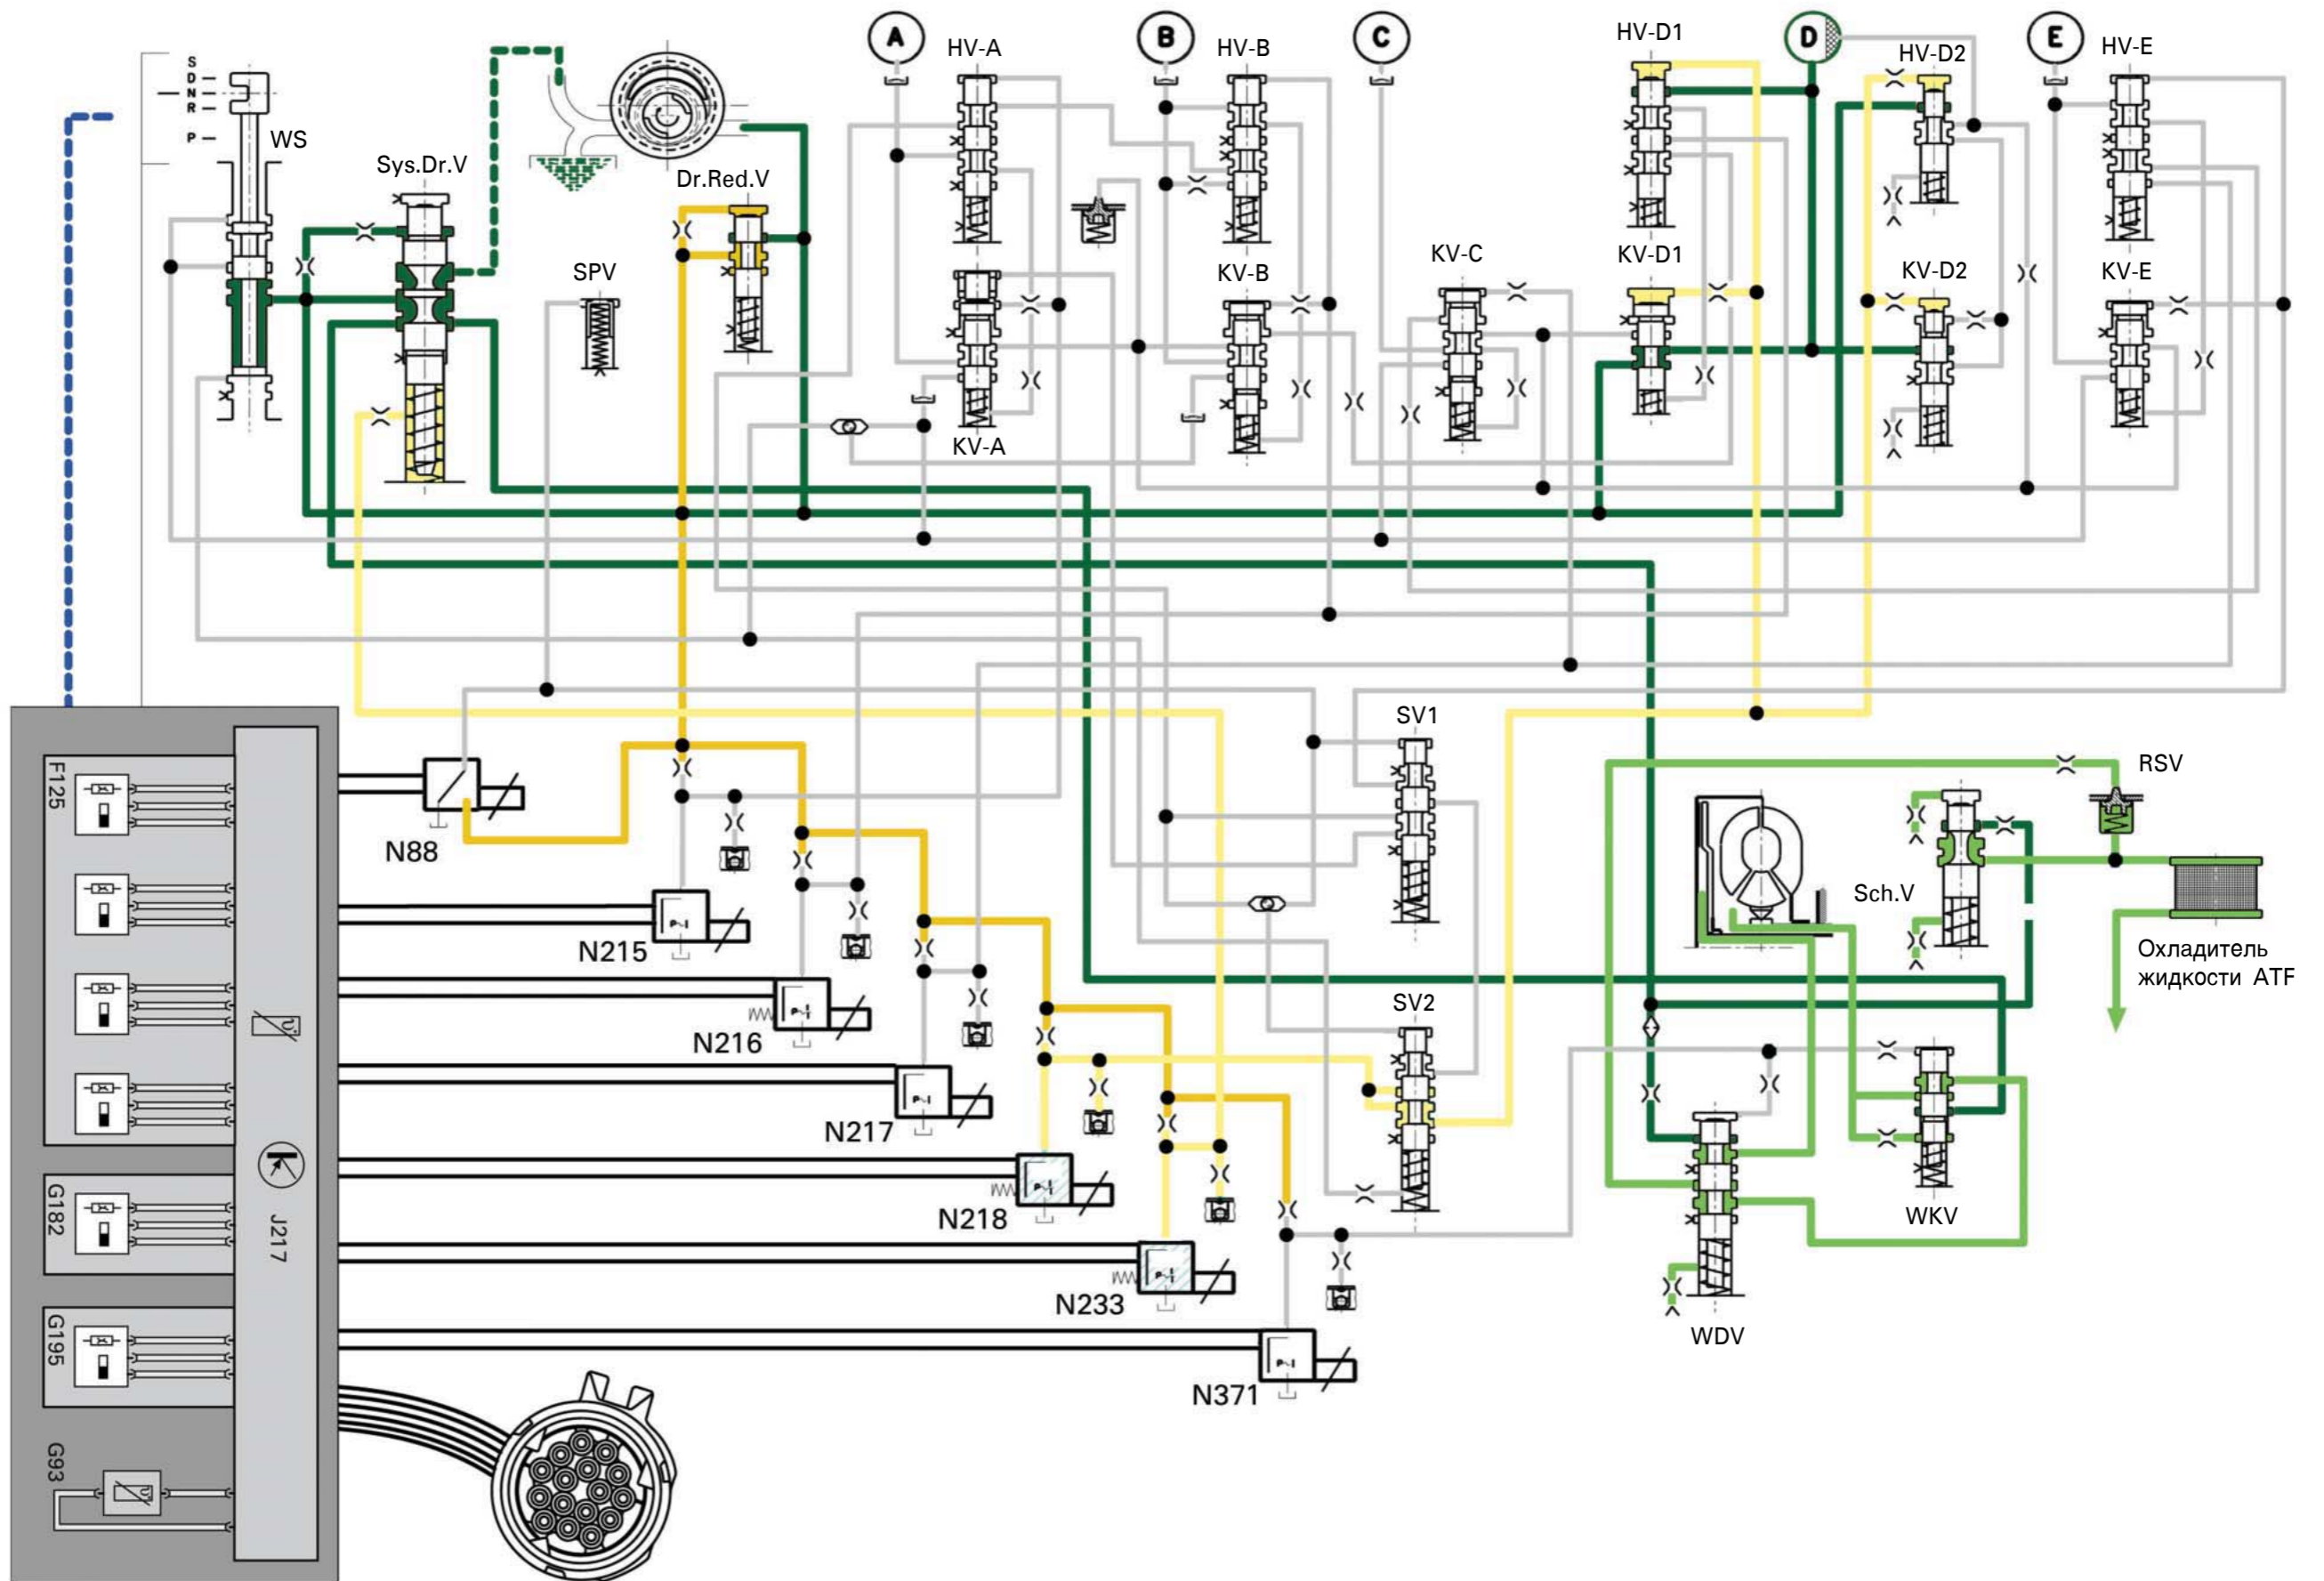 S
D
N
R
P
WS
Sys.Dr.V
SPV
Dr.Red.V
A
HV-A
KV-A
B
HV-B
KV-B
C
KV-C
HV-D1
KV-D1
D
HV-D2
KV-D2
E
HV-E
KV-E
F125
G182
G195
G93
J217
N88
N215
N216
N217
N218
N233
N371
SV1
SV2
Sch.V
RSV
Охладитель
жидкости ATF
WKV
WDV